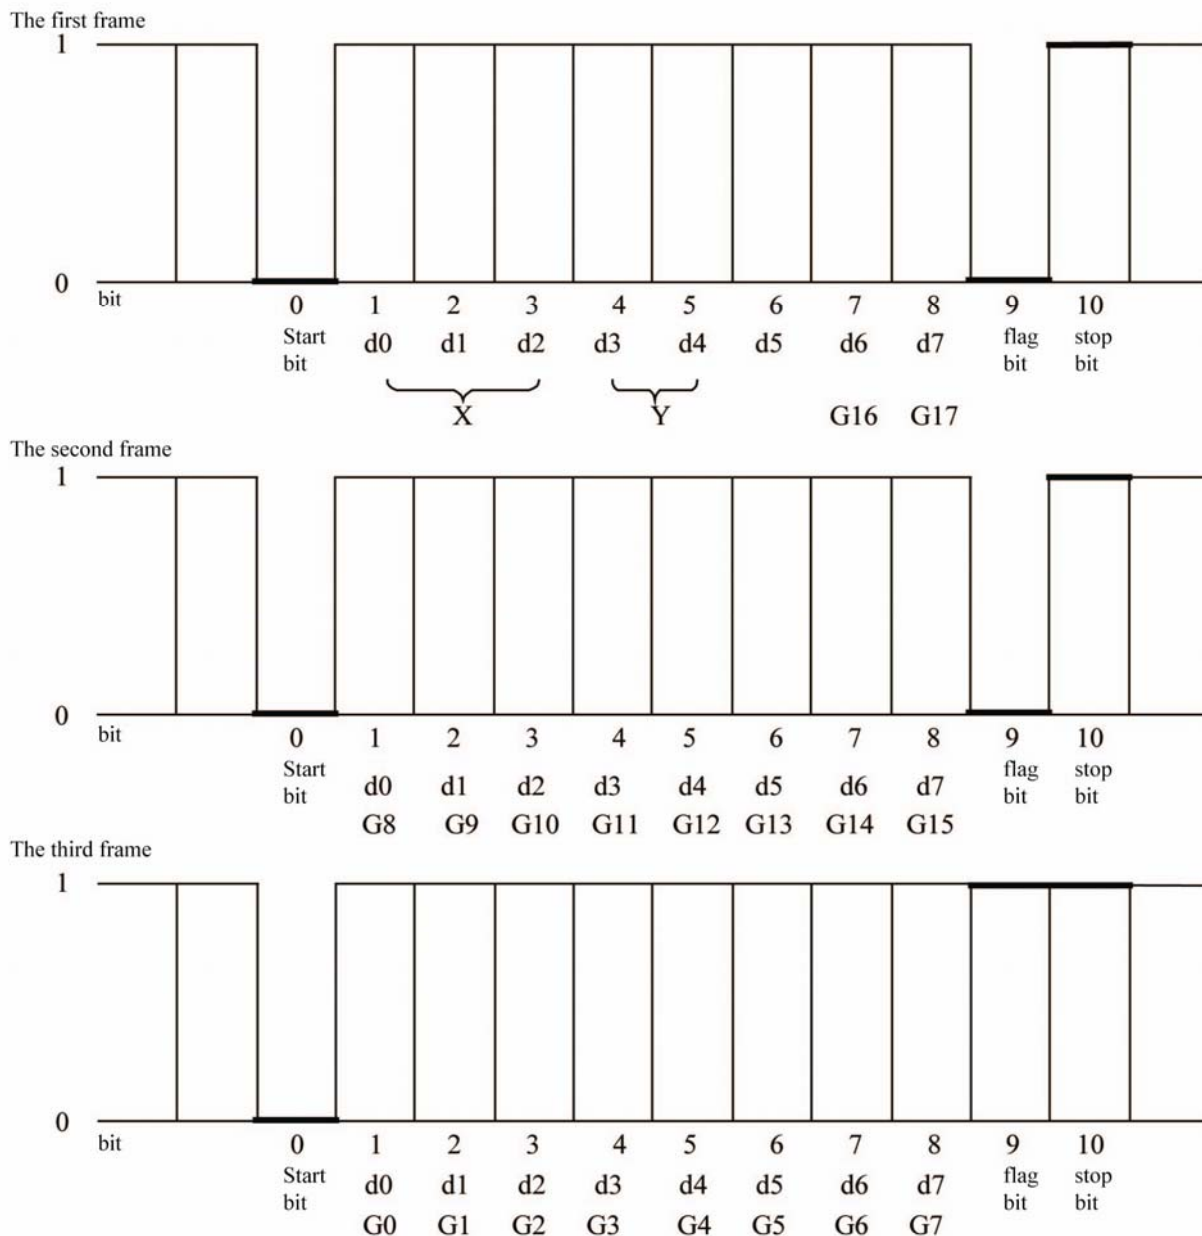 The first frame
1
0
bit
0 1 2 3 4 5 6 7 8 9 10
Start bit d0 d1 d2 d3 d4 d5 d6 d7 flag bit stop bit
X Y G16 G17
The second frame
1
0
bit
0 1 2 3 4 5 6 7 8 9 10
Start bit d0 d1 d2 d3 d4 d5 d6 d7 flag bit stop bit
G8 G9 G10 G11 G12 G13 G14 G15
The third frame
1
0
bit 0 1 2 3 4 5 6 7 8 9 10
Start bit d0 d1 d2 d3 d4 d5 d6 d7 flag bit stop bit
G0 G1 G2 G3 G4 G5 G6 G7